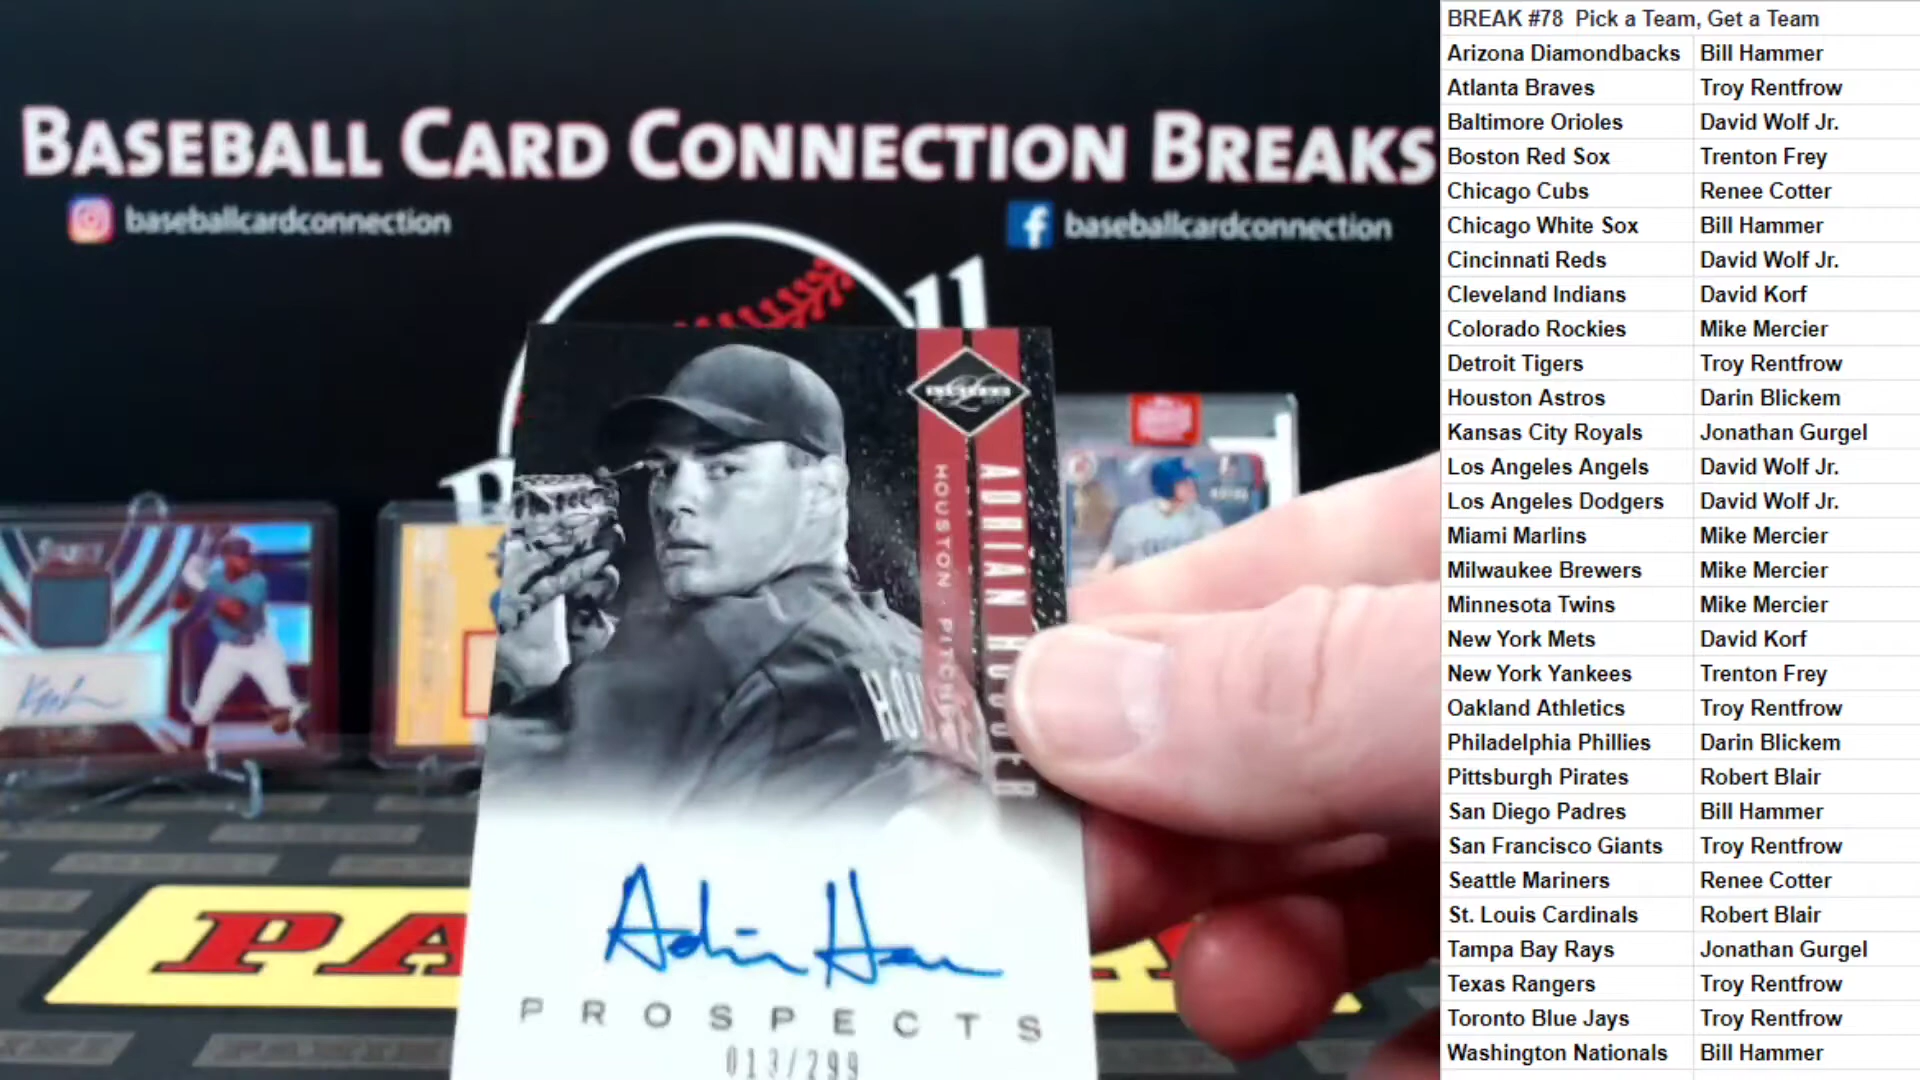 BASEBALL CARD CONNECTION BREAKS
baseballcardconnection
baseballcardconnection
ADRIAN HOUSER
HOUSTON · PITCHER
HOU
PROSPECTS
013/299
PA
BREAK #78 Pick a Team, Get a Team
Arizona Diamondbacks Bill Hammer
Atlanta Braves Troy Rentfrow
Baltimore Orioles David Wolf Jr.
Boston Red Sox Trenton Frey
Chicago Cubs Renee Cotter
Chicago White Sox Bill Hammer
Cincinnati Reds David Wolf Jr.
Cleveland Indians David Korf
Colorado Rockies Mike Mercier
Detroit Tigers Troy Rentfrow
Houston Astros Darin Blickem
Kansas City Royals Jonathan Gurgel
Los Angeles Angels David Wolf Jr.
Los Angeles Dodgers David Wolf Jr.
Miami Marlins Mike Mercier
Milwaukee Brewers Mike Mercier
Minnesota Twins Mike Mercier
New York Mets David Korf
New York Yankees Trenton Frey
Oakland Athletics Troy Rentfrow
Philadelphia Phillies Darin Blickem
Pittsburgh Pirates Robert Blair
San Diego Padres Bill Hammer
San Francisco Giants Troy Rentfrow
Seattle Mariners Renee Cotter
St. Louis Cardinals Robert Blair
Tampa Bay Rays Jonathan Gurgel
Texas Rangers Troy Rentfrow
Toronto Blue Jays Troy Rentfrow
Washington Nationals Bill Hammer